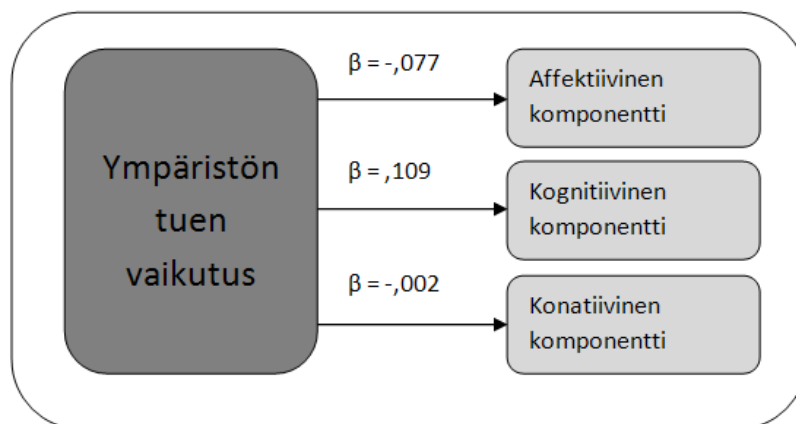 Ympäristön
tuen
vaikutus
β = -,077
Affektiivinen
komponentti
β = ,109
Kognitiivinen
komponentti
β = -,002
Konatiivinen
komponentti